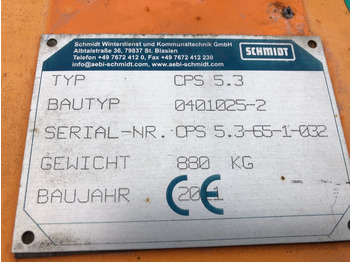 Schmidt Winterdienst und Kommunaltechnik GmbH
Albtalstraße 36, 79837 St. Blasien
Telefon +49 7672 412 0, Fax +49 7672 412 230
info@aebi-schmidt.com, www.aebi-schmidt.com
SCHMIDT
TYP CPS 5.3
BAUTYP 0401025-2
SERIAL-NR. CPS 5.3-65-1-032
GEWICHT 880 KG
BAUJAHR 2011
CE